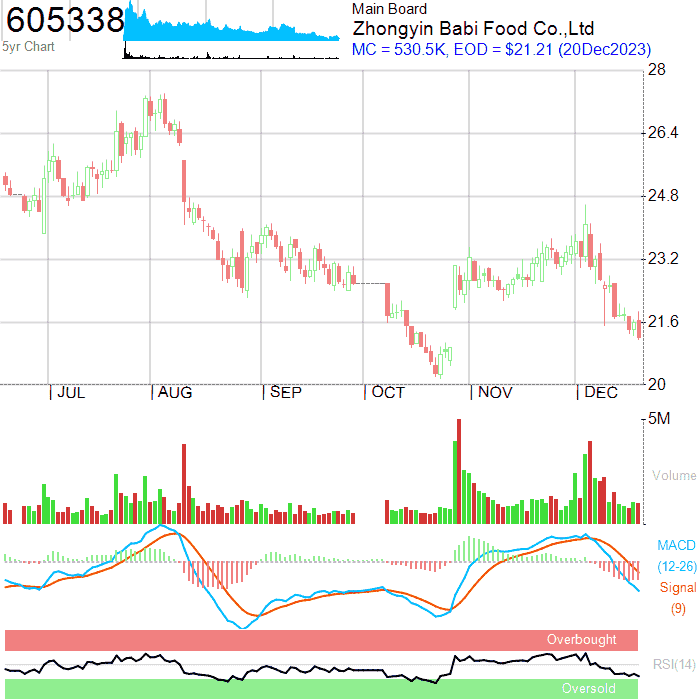 605338
5yr Chart
Main Board
Zhongyin Babi Food Co.,Ltd
MC = 530.5K, EOD = $21.21 (20Dec2023)
28
26.4
24.8
23.2
21.6
20
JUL AUG SEP OCT NOV DEC
5M
Volume
MACD
(12-26)
Signal
(9)
Overbought
RSI(14)
Oversold